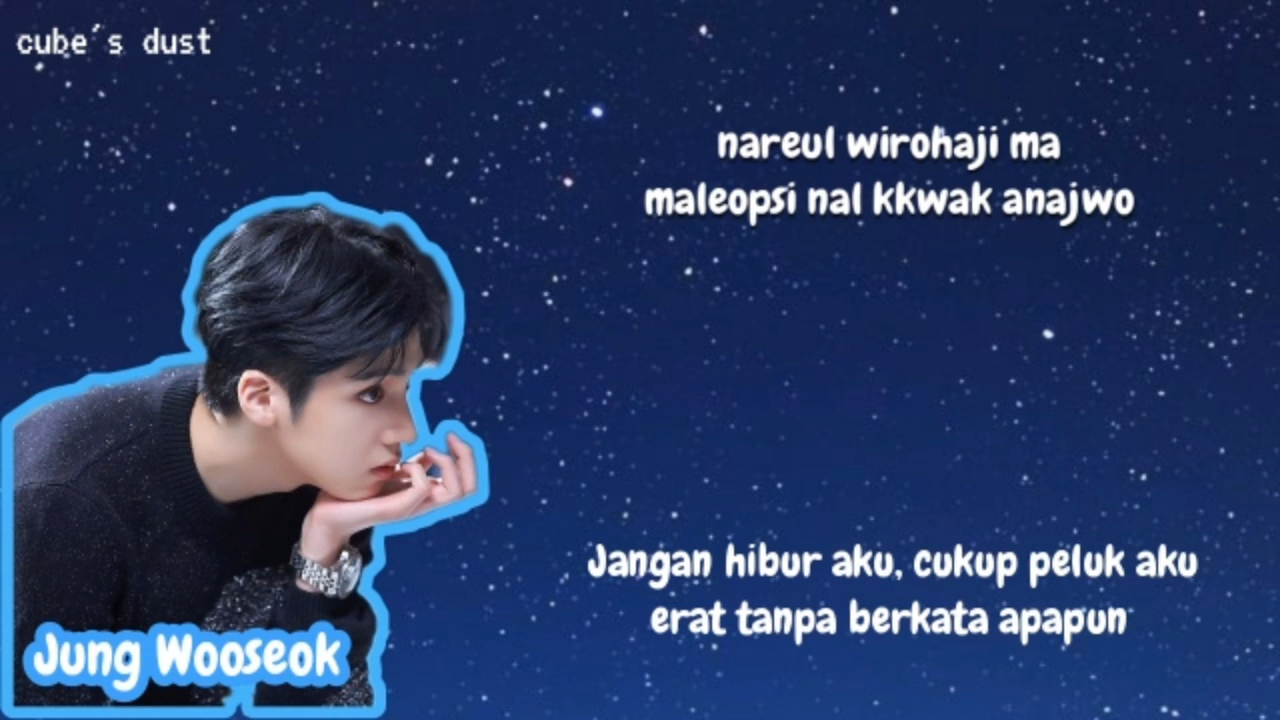 cube's dust
nareul wirohaji ma
maleopsi nal kkwak anajwo
Jangan hibur aku, cukup peluk aku
erat tanpa berkata apapun
Jung Wooseok